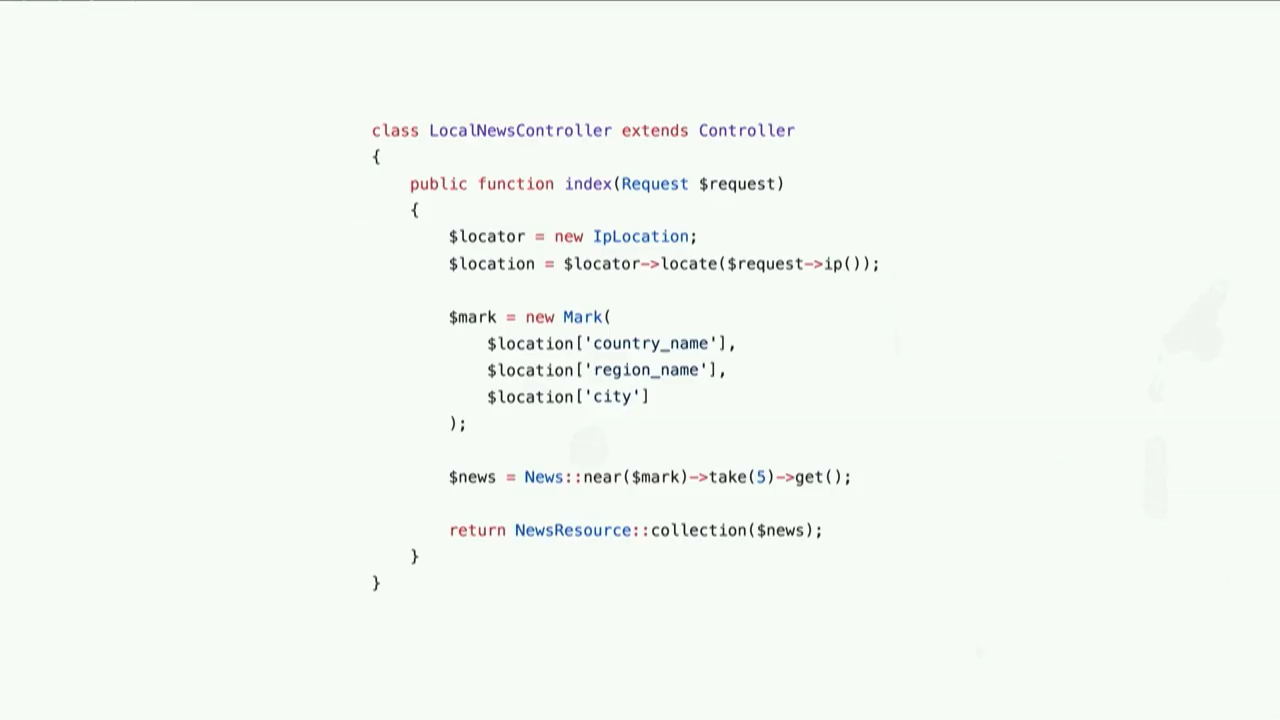 class LocalNewsController extends Controller
{
    public function index(Request $request)
    {
        $locator = new IpLocation;
        $location = $locator->locate($request->ip());

        $mark = new Mark(
            $location['country_name'],
            $location['region_name'],
            $location['city']
        );

        $news = News::near($mark)->take(5)->get();

        return NewsResource::collection($news);
    }
}